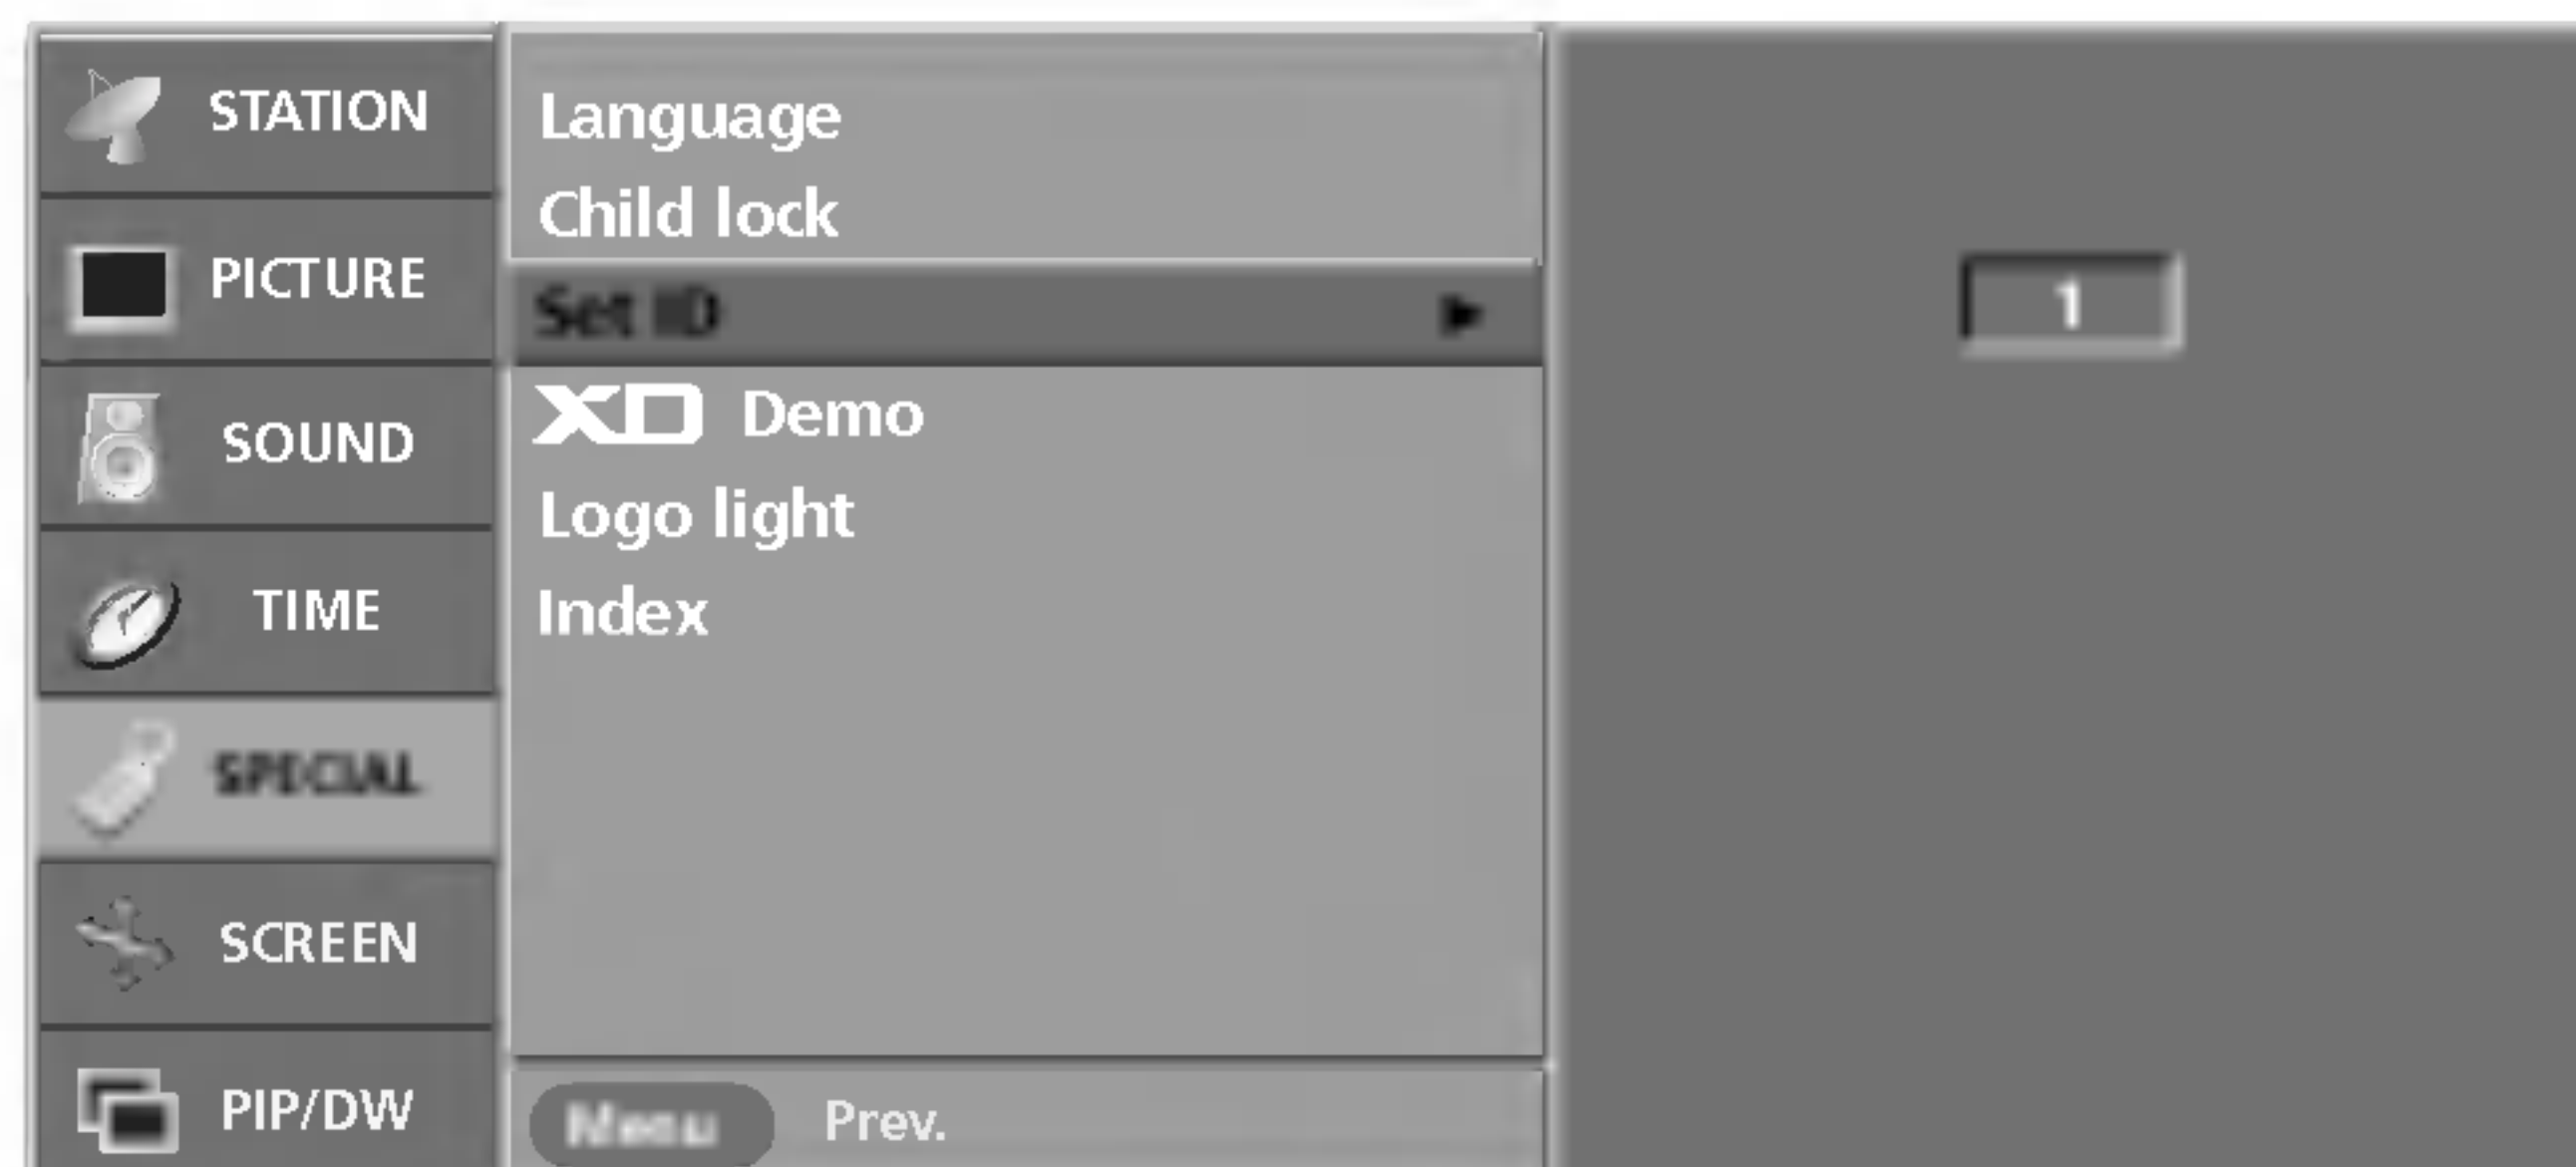 STATION
PICTURE
SOUND
TIME
SPECIAL
SCREEN
PIP/DW
Language
Child lock
Set ID
XD Demo
Logo light
Index
Menu Prev.
1